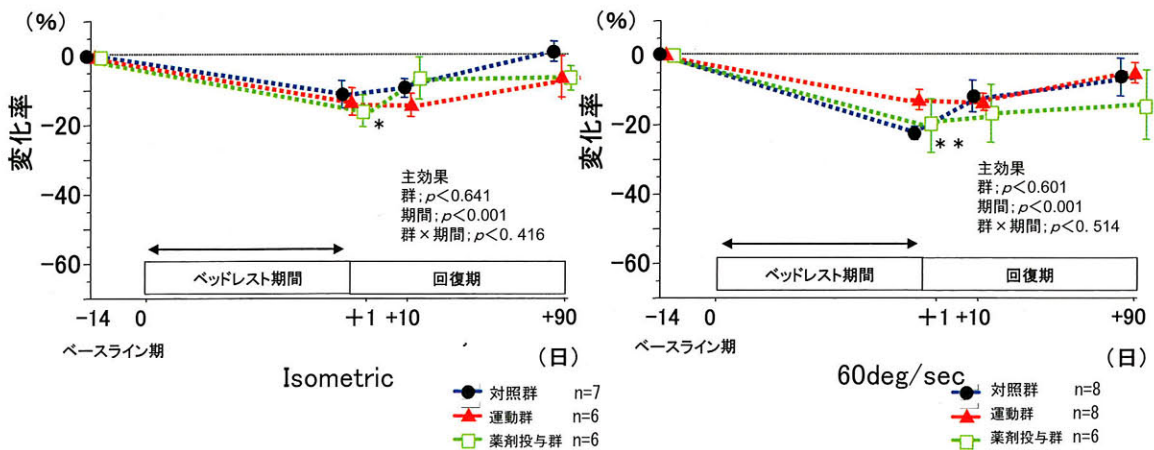 (%)
0
-20
-40
-60
変化率
*
主効果
群;p<0.641
期間;p<0.001
群×期間;p<0.416
ベッドレスト期間
回復期
-14
0
+1
+10
+90
ベースライン期
(日)
Isometric
対照群 n=7
運動群 n=6
薬剤投与群 n=6
(%)
0
-20
-40
-60
変化率
**
主効果
群;p<0.601
期間;p<0.001
群×期間;p<0.514
ベッドレスト期間
回復期
-14
0
+1
+10
+90
ベースライン期
(日)
60deg/sec
対照群 n=8
運動群 n=8
薬剤投与群 n=6